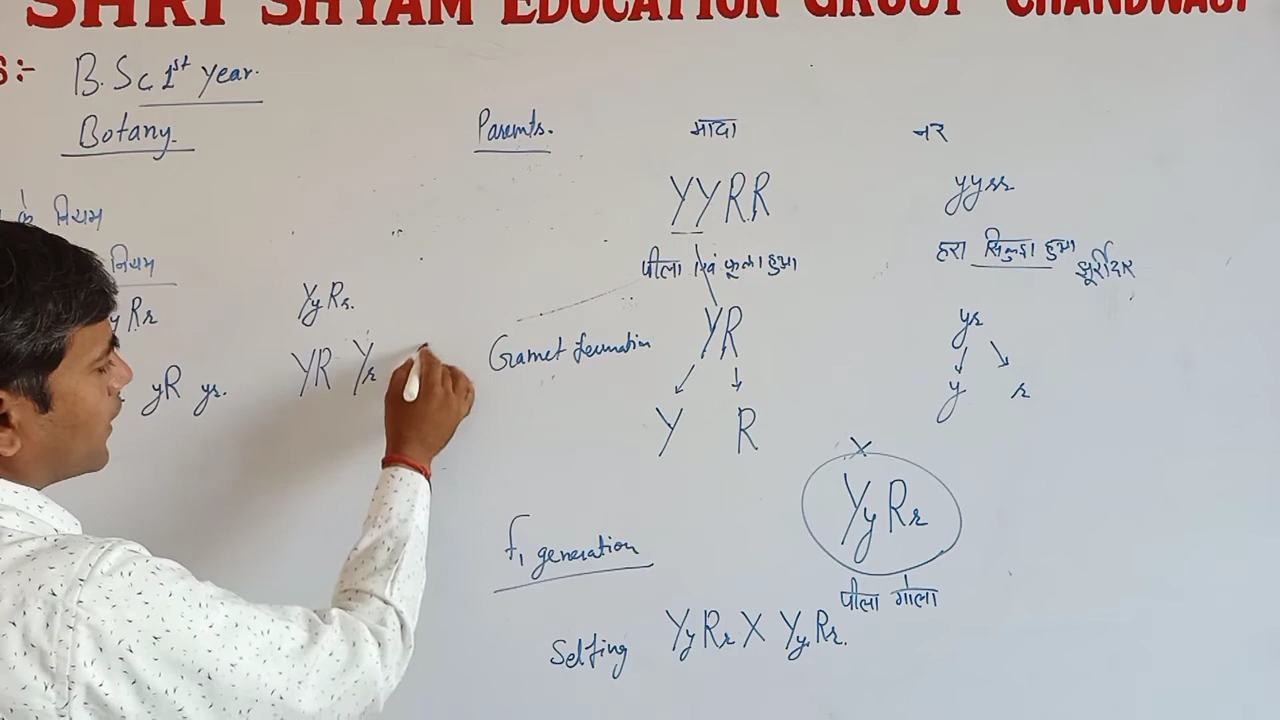 SHRI SHYAM EDUCATION GROUP CHANDWAJI
S:-
B.Sc 1st year.
Botany.
Parents.
मादा
नर
YYRR
yyrr
के नियम
नियम
पीला एवं फूला हुआ
हरा सिकुडा हुआ झुर्रीदार
yRr
YyRr.
Gamet formation
YR
yr
yR yr.
YR Yr
Y R
y r
X
YyRr
F1 generation
पीला गोला
Selfing YyRr X YyRr.